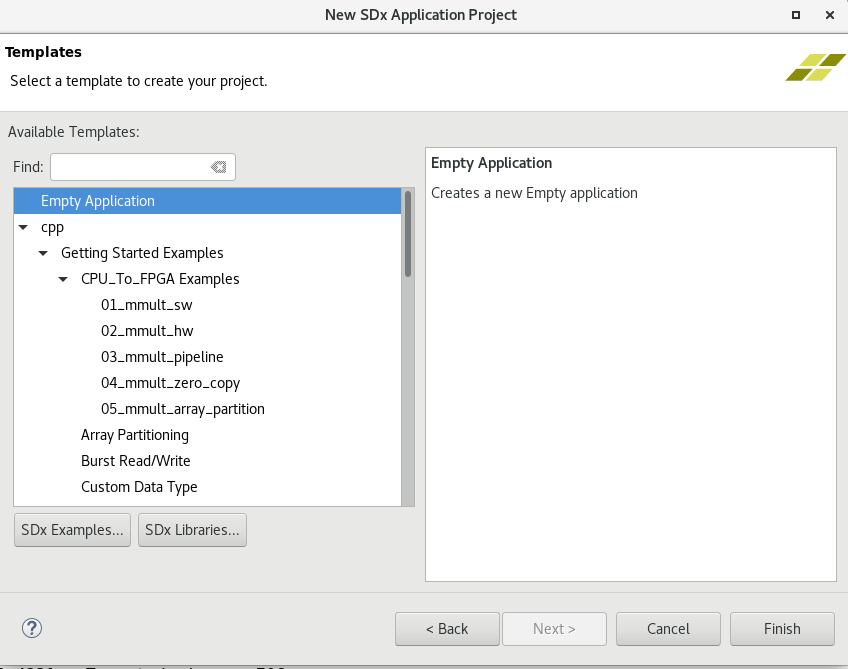 New SDx Application Project
Templates
Select a template to create your project.
Available Templates:
Find:
Empty Application
cpp
Getting Started Examples
CPU_To_FPGA Examples
01_mmult_sw
02_mmult_hw
03_mmult_pipeline
04_mmult_zero_copy
05_mmult_array_partition
Array Partitioning
Burst Read/Write
Custom Data Type
SDx Examples...
SDx Libraries...
Empty Application
Creates a new Empty application
?
< Back
Next >
Cancel
Finish